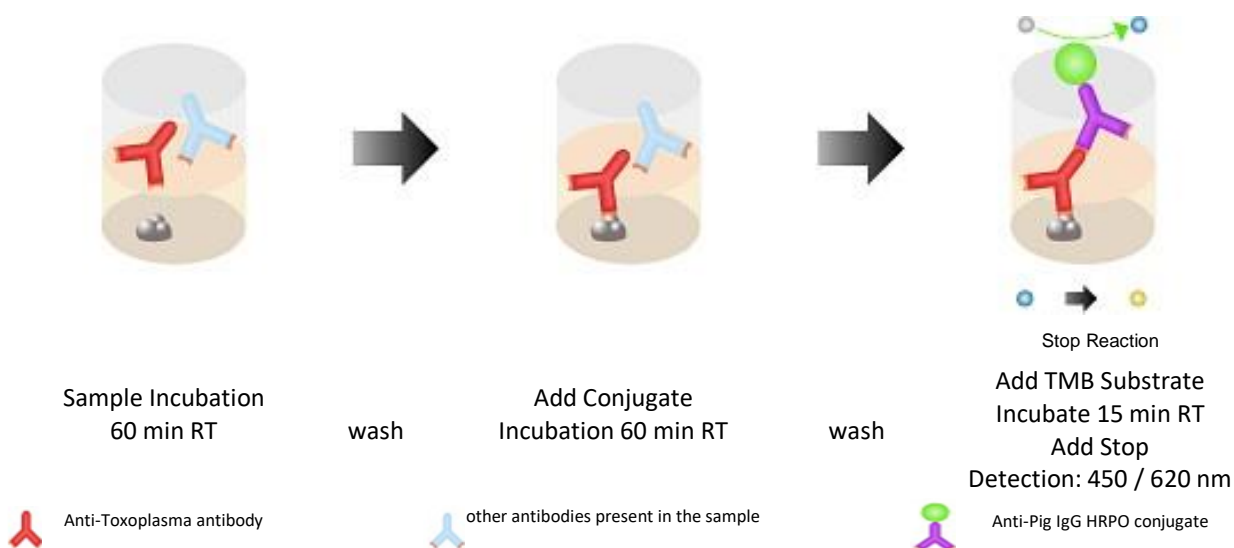 Stop Reaction
Sample Incubation
60 min RT
wash
Add Conjugate
Incubation 60 min RT
wash
Add TMB Substrate
Incubate 15 min RT
Add Stop
Detection: 450 / 620 nm
Anti-Toxoplasma antibody
other antibodies present in the sample
Anti-Pig IgG HRPO conjugate